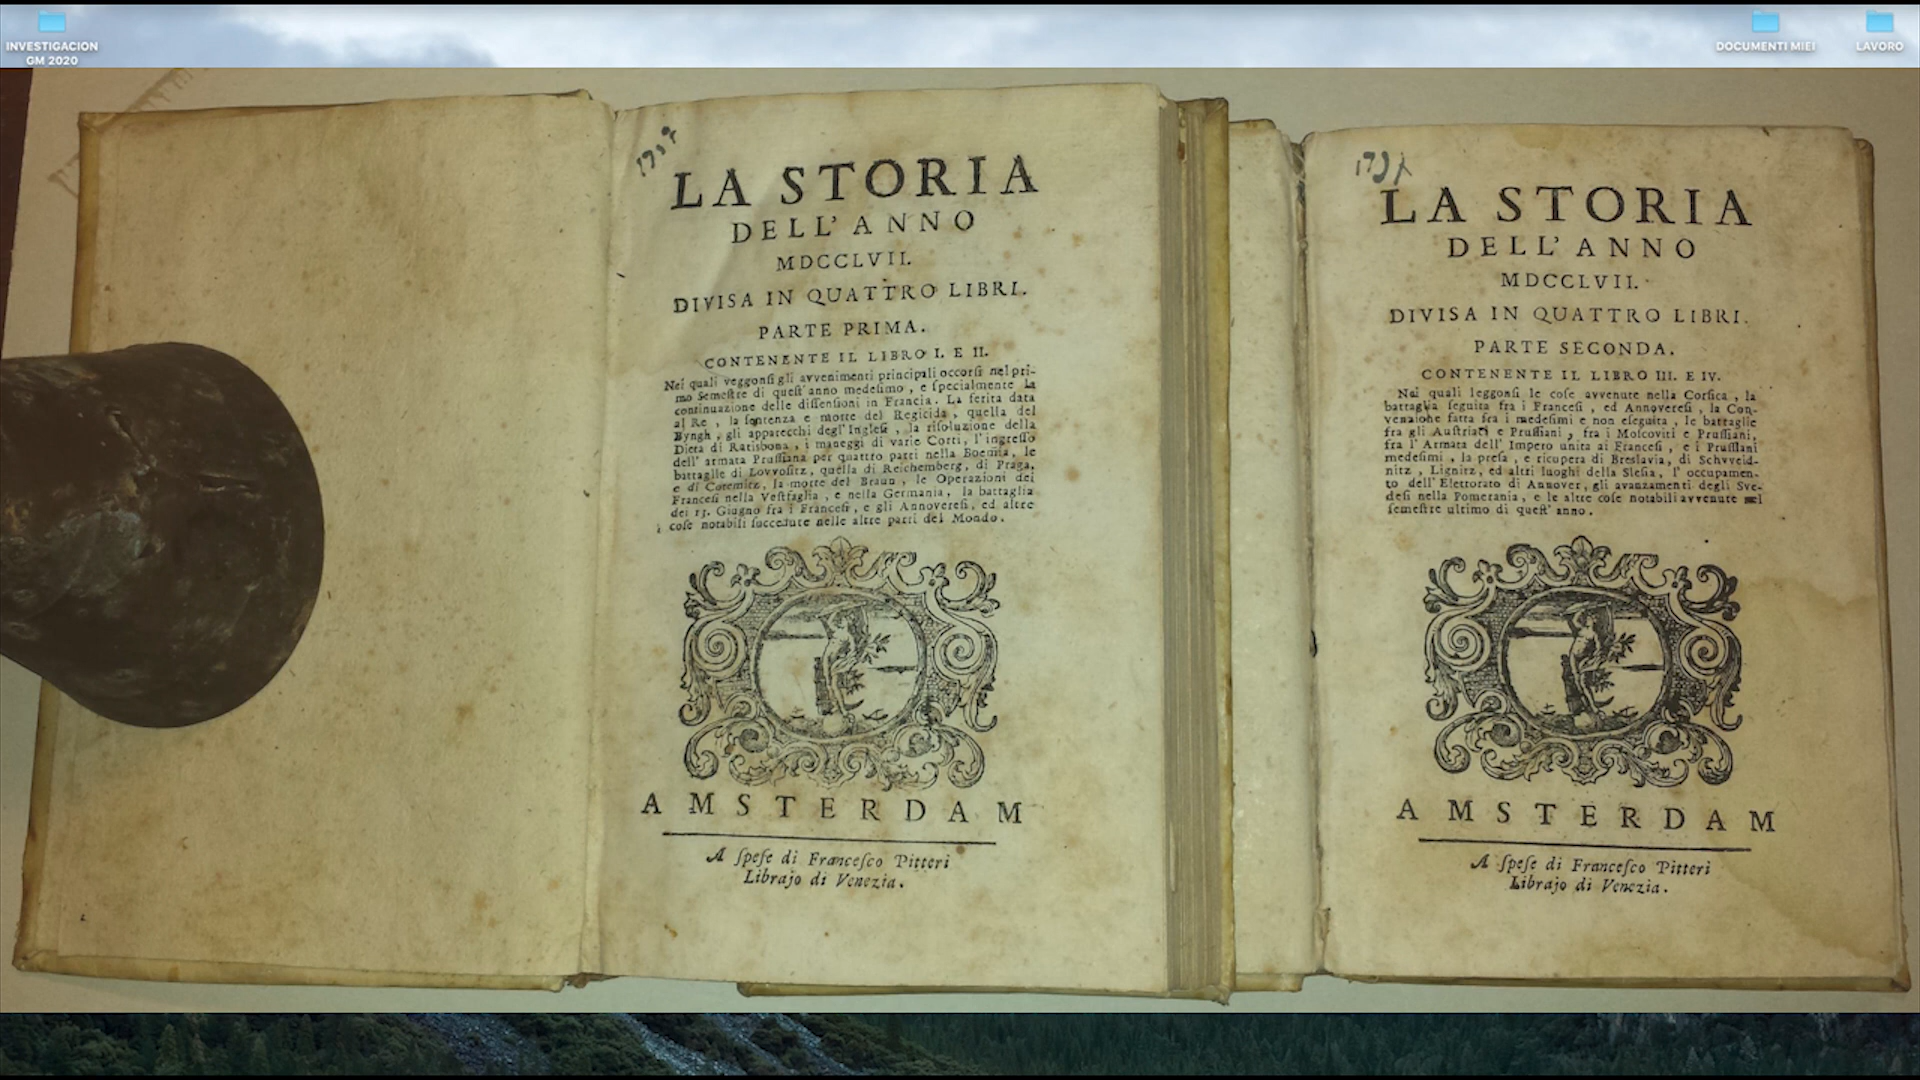 INVESTIGACION
GM 2020
DOCUMENTI MIEI
LAVORO
LA STORIA
DELL' ANNO
MDCCLVII.
DIVISA IN QUATTRO LIBRI.
PARTE PRIMA.
CONTENENTE IL LIBRO I. E II.
Nei quali veggonſi gli avvenimenti principali occorſi nel pri-
mo Semeſtre di queſt' anno medeſimo, e ſpecialmente la
continuazione delle diſſenſioni in Francia. La ferita data
al Re, la ſentenza e morte del Regicida, quella del
Byngh, gli apparecchi degl' Ingleſi, la riſoluzione della
Dieta di Ratisbona, i maneggi di varie Corti, l' ingreſſo
dell' armata Pruſſiana per quattro parti nella Boemia, le
battaglie di Lovvoſitz, quella di Reichemberg, di Praga,
e di Coremitz, la morte del Braun, le Operazioni dei
Franceſi nella Veſtfaglia, e nella Germania, la battaglia
dei 13. Giugno fra i Franceſi, e gli Annovereſi, ed altre
coſe notabili ſuccedute nelle altre parti del Mondo.
AMSTERDAM
A ſpeſe di Franceſco Pitteri
Librajo di Venezia.
LA STORIA
DELL' ANNO
MDCCLVII.
DIVISA IN QUATTRO LIBRI.
PARTE SECONDA.
CONTENENTE IL LIBRO III. E IV.
Nei quali leggonſi le coſe avvenute nella Corſica, la
battaglia ſeguita fra i Franceſi, ed Annovereſi, la Con-
venzione fatta fra i medeſimi e non eſeguita, le battaglie
fra gli Auſtriaci e Pruſſiani, fra i Moſcoviti e Pruſſiani,
fra l' Armata dell' Impero unita ai Franceſi, e i Pruſſiani
medeſimi, la preſa, e ricupera di Breslavia, di Schvveid-
nitz, Lignitz, ed altri luoghi della Sleſia, l' occupamen-
to dell' Elettorato di Annover, gli avanzamenti degli Sve-
deſi nella Pomerania, e le altre coſe notabili avvenute nel
ſemeſtre ultimo di queſt' anno.
AMSTERDAM
A ſpeſe di Franceſco Pitteri
Librajo di Venezia.